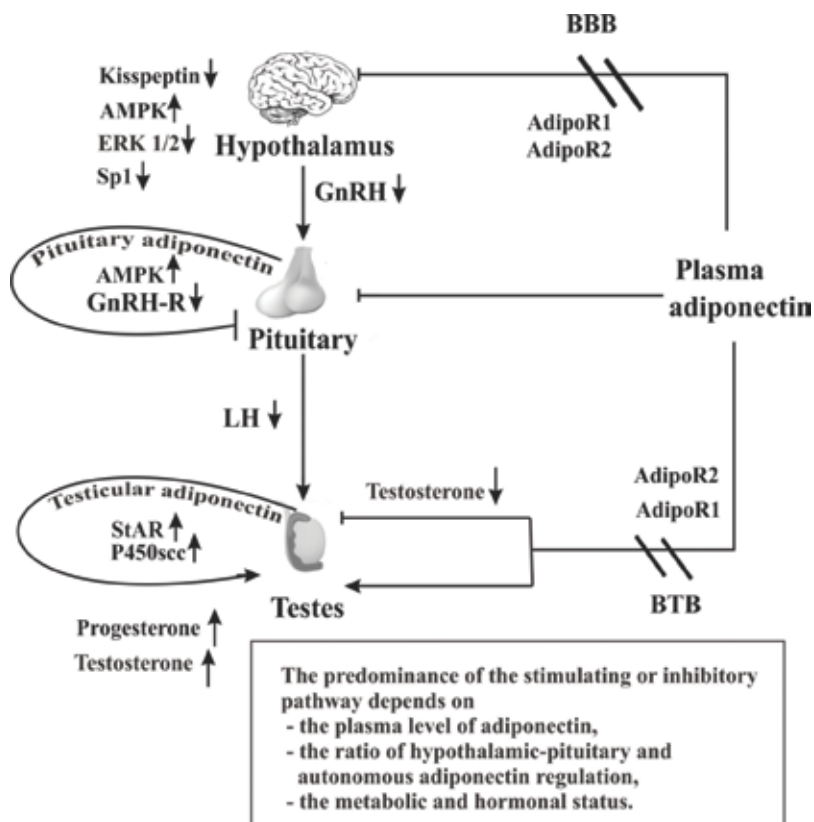 BBB
Kisspeptin ↓
AMPK ↑
ERK 1/2 ↓
Sp1 ↓
Hypothalamus
AdipoR1
AdipoR2
GnRH ↓
Pituitary adiponectin
AMPK ↑
GnRH-R ↓
Pituitary
Plasma
adiponectin
LH ↓
Testicular adiponectin
StAR ↑
P450scc ↑
Testosterone ↓
AdipoR2
AdipoR1
BTB
Testes
Progesterone ↑
Testosterone ↑
The predominance of the stimulating or inhibitory
pathway depends on
- the plasma level of adiponectin,
- the ratio of hypothalamic-pituitary and
autonomous adiponectin regulation,
- the metabolic and hormonal status.